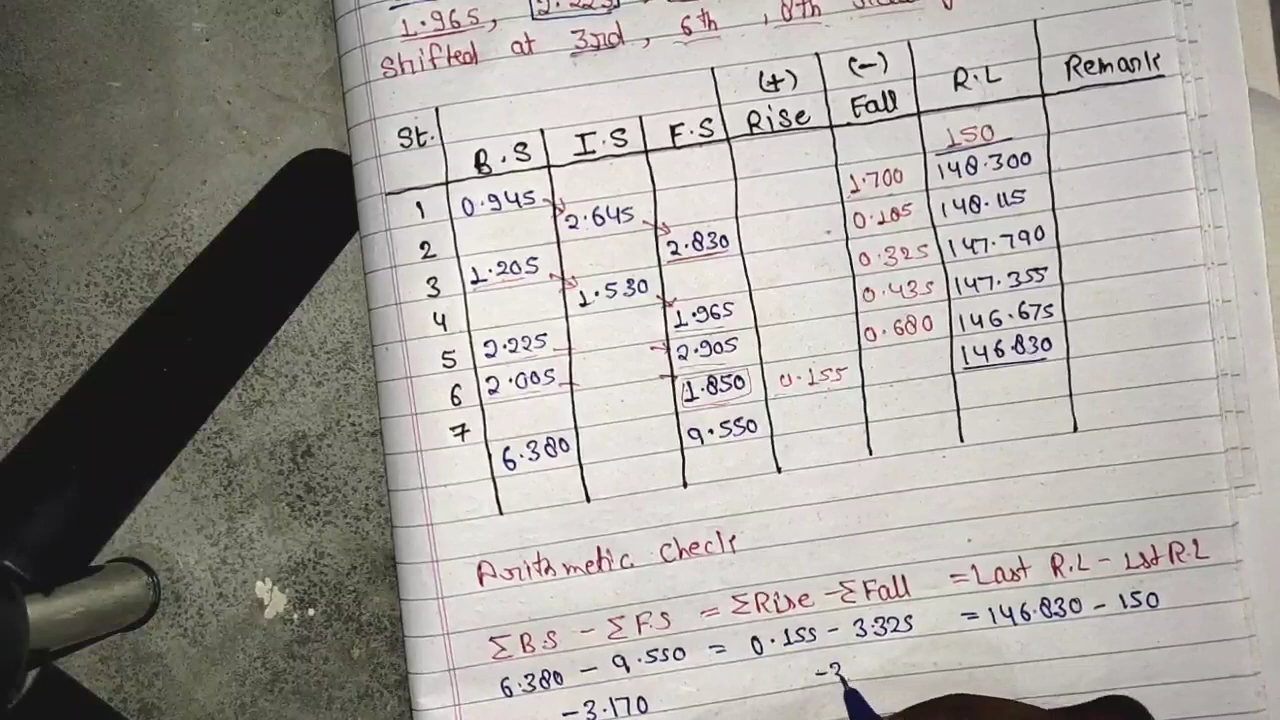 1.965, 2.225
Shifted at 3rd, 6th, 8th
St. B.S I.S F.S (+) Rise (-) Fall R.L Remark
150
1 0.945 2.645 1.700 148.300
2 2.830 0.185 148.115
3 1.205 1.530 0.325 147.790
4 1.965 0.435 147.355
5 2.225 2.905 0.680 146.675
6 2.005 1.850 0.155 146.830
7
6.380 9.550
Arithmetic Check
ΣBS - ΣFS = ΣRise - ΣFall = Last R.L - 1st R.L
6.380 - 9.550 = 0.155 - 3.325 = 146.830 - 150
-3.170 -3